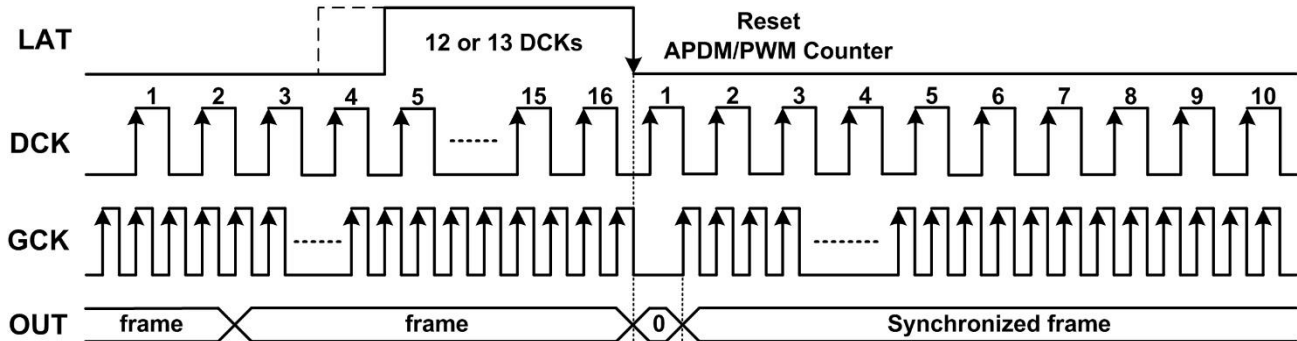 LAT
12 or 13 DCKs
Reset
APDM/PWM Counter
DCK
1 2 3 4 5 ........ 15 16 1 2 3 4 5 6 7 8 9 10
GCK
OUT
frame frame 0 Synchronized frame